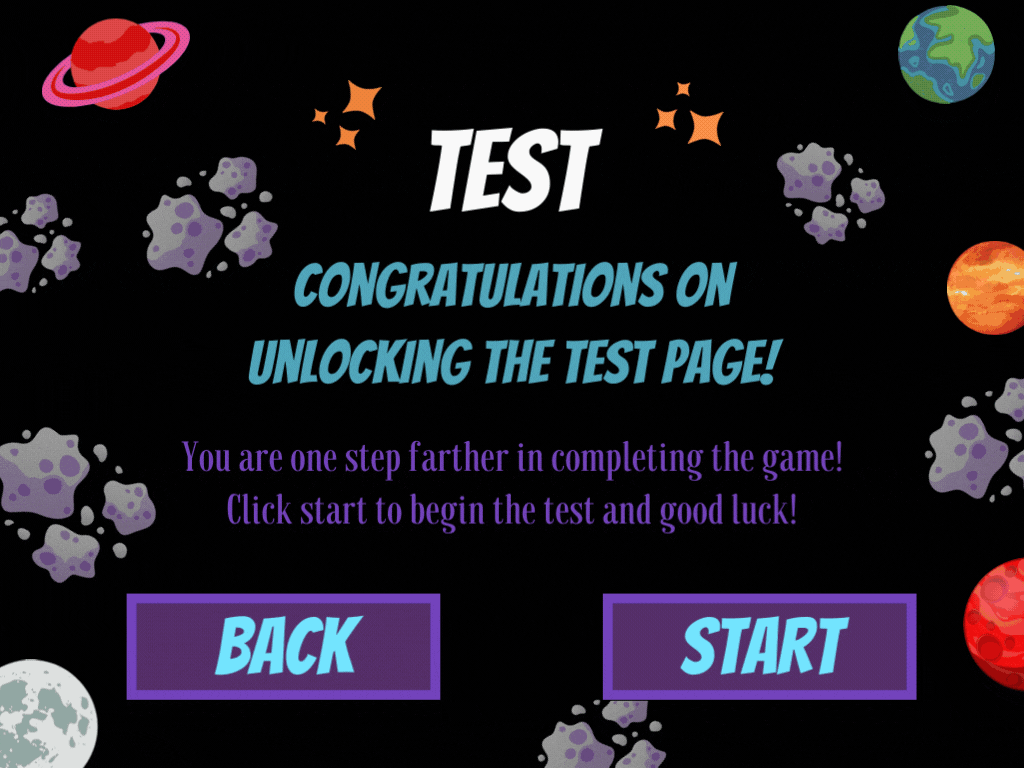 TEST
CONGRATULATIONS ON
UNLOCKING THE TEST PAGE!
You are one step farther in completing the game!
Click start to begin the test and good luck!
BACK
START